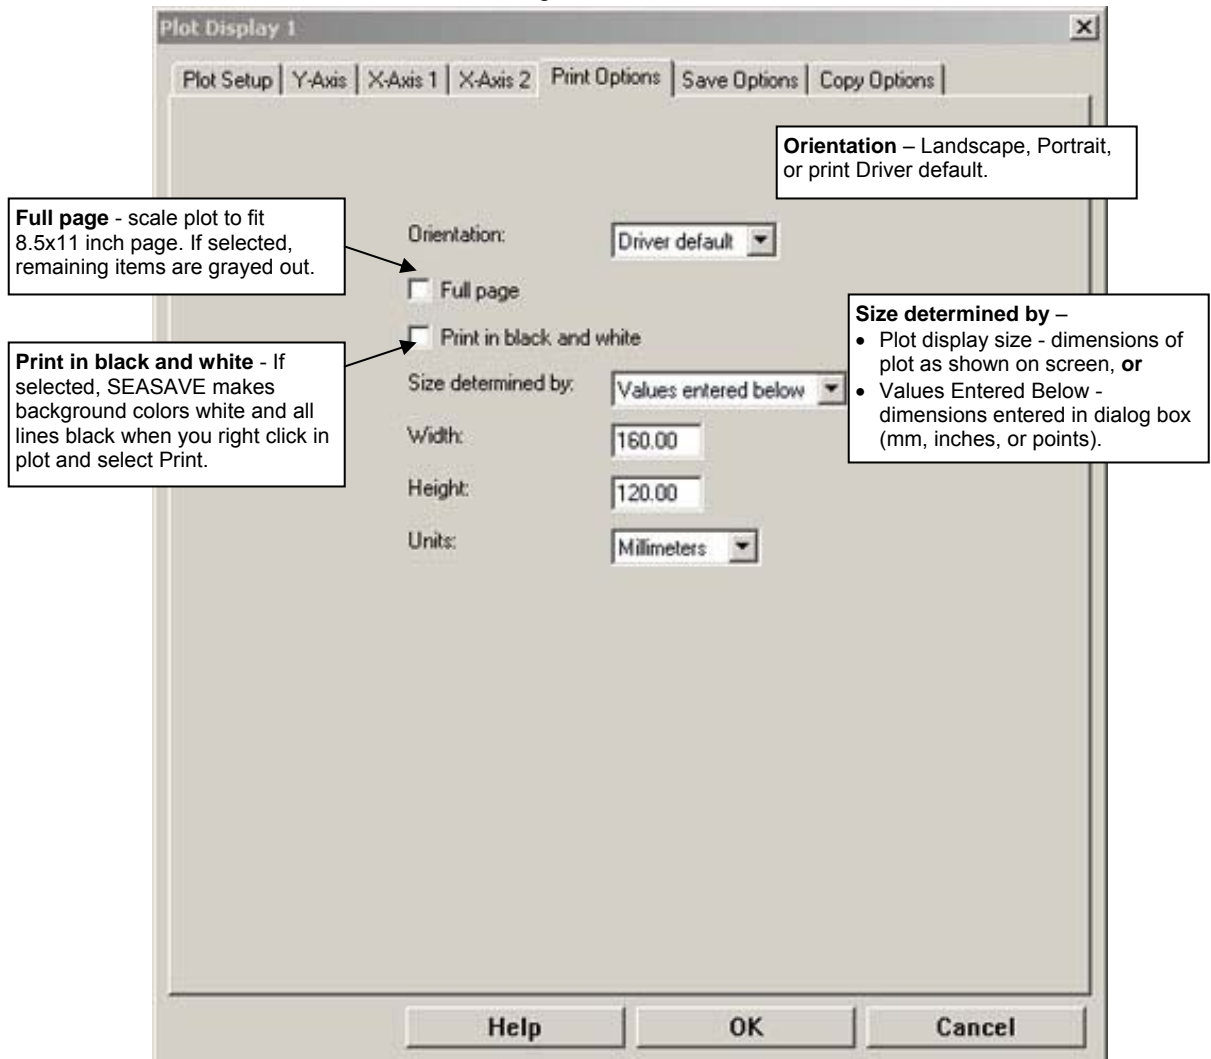 Plot Display 1
Plot Setup Y-Axis X-Axis 1 X-Axis 2 Print Options Save Options Copy Options
Orientation – Landscape, Portrait,
or print Driver default.
Full page - scale plot to fit
8.5x11 inch page. If selected,
remaining items are grayed out.
Orientation: Driver default
Full page
Print in black and white
Size determined by –
• Plot display size - dimensions of
plot as shown on screen, or
• Values Entered Below -
dimensions entered in dialog box
(mm, inches, or points).
Print in black and white - If
selected, SEASAVE makes
background colors white and all
lines black when you right click in
plot and select Print.
Size determined by: Values entered below
Width: 160.00
Height: 120.00
Units: Millimeters
Help OK Cancel